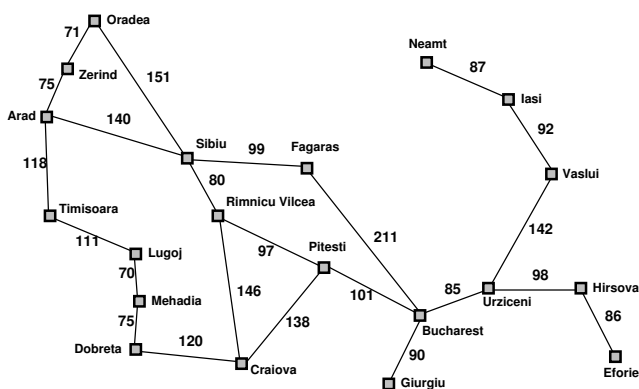 Oradea
71
Neamt
Zerind
87
75
151
Iasi
Arad
140
92
Sibiu
99
Fagaras
118
80
Vaslui
Timisoara
Rimnicu Vilcea
142
111
Lugoj
97
Pitesti
211
70
98
Hirsova
85
146
101
Urziceni
Mehadia
86
75
138
Bucharest
120
Dobreta
90
Craiova
Eforie
Giurgiu